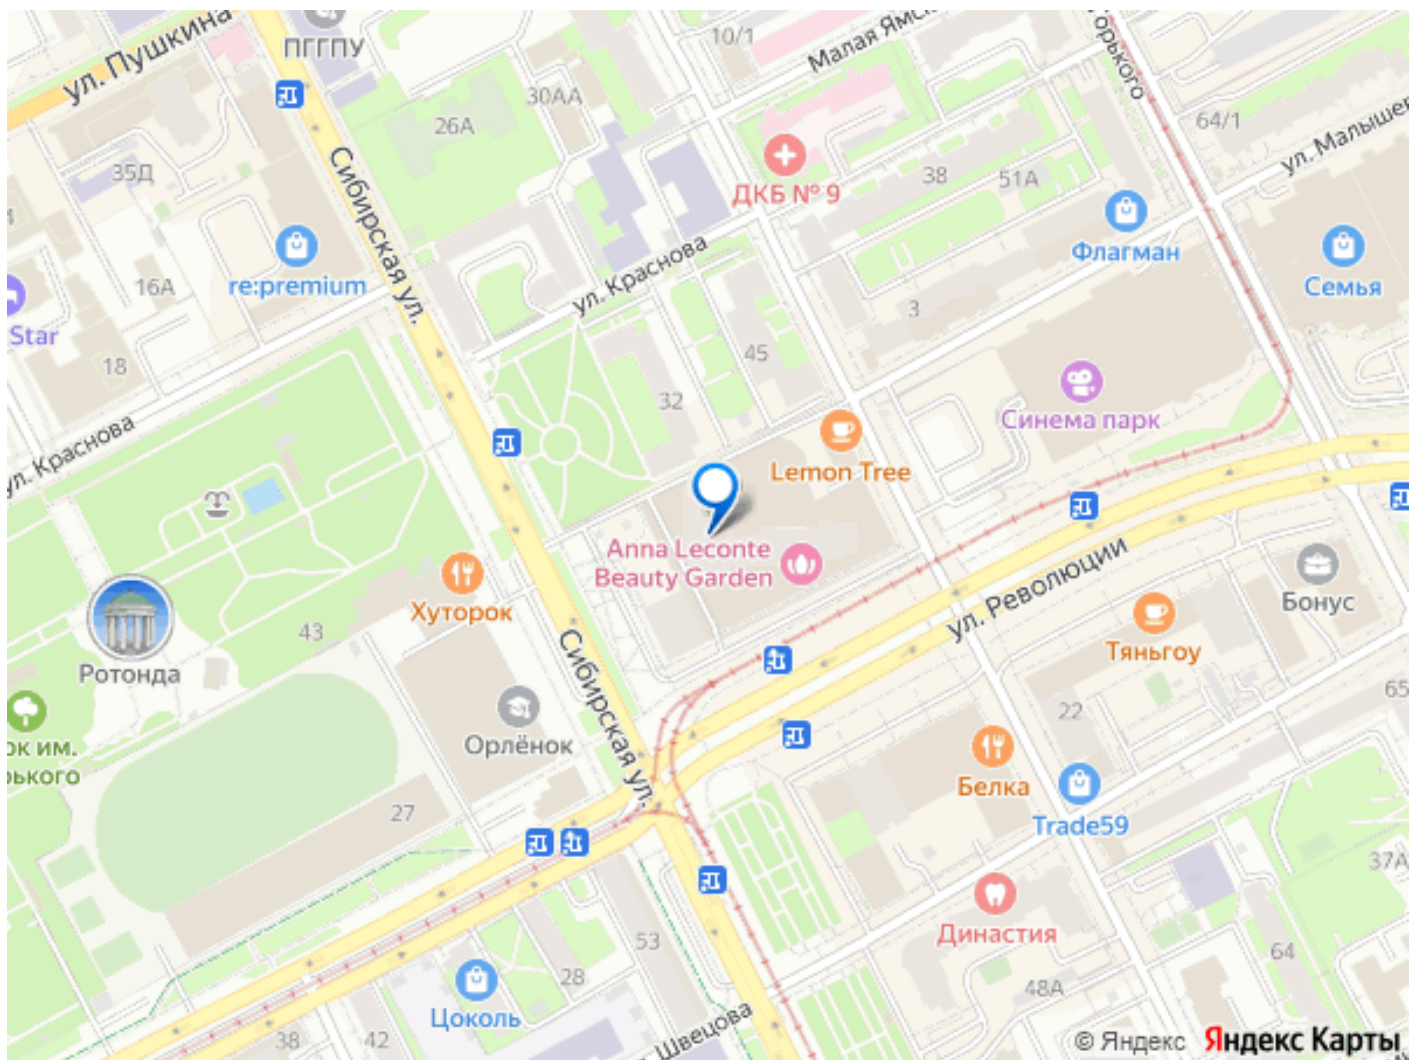 ул. Пушкина
ПГГПУ
10/1
Малая Ямс
орького
30АА
26А
64/1
ул. Малышев
35Д
Сибирская ул.
ДКБ № 9
38
51А
Флагман
re:premium
16А
ул. Краснова
Семья
Star
18
3
45
32
Синема парк
ул. Краснова
Lemon Tree
Anna Leconte
Beauty Garden
Хуторок
ул. Революции
Бонус
Ротонда
43
Сибирская ул.
Тяньгоу
65
22
Орлёнок
ок им.
рького
Белка
27
Trade59
37А
Династия
53
64
28
48А
Цоколь
Швецова
38
42
© Яндекс Яндекс Карты